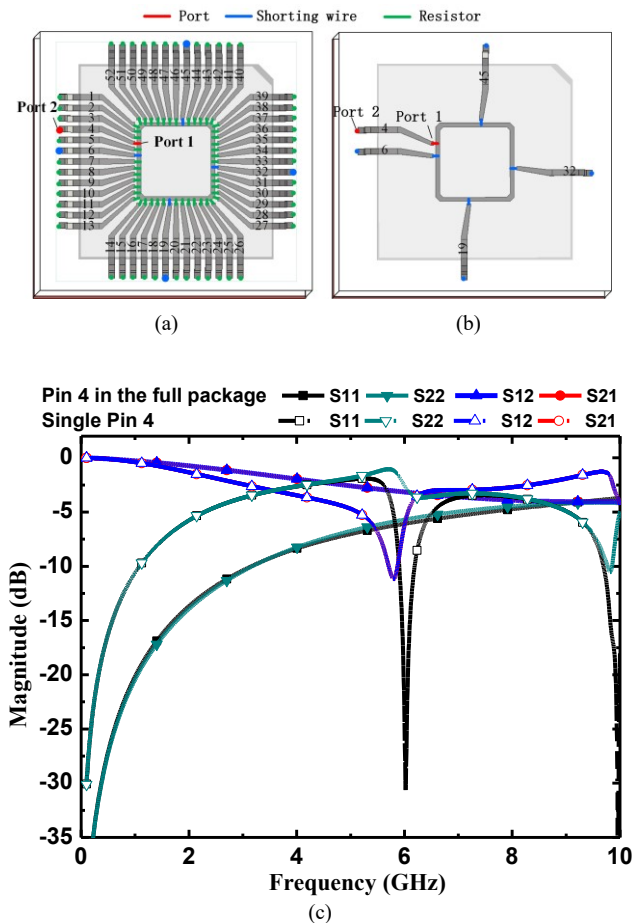 Port Shorting wire Resistor
52 51 50 49 48 47 46 45 44 43 42 41 40
1
2
3
4
5
6
7
8
9
10
11
12
13
39
38
37
36
35
34
33
32
31
30
29
28
27
14 15 16 17 18 19 20 21 22 23 24 25 26
Port 2
Port 1
(a)
45
Port 2
Port 1
4
6
32
19
(b)
Pin 4 in the full package S11 S22 S12 S21
Single Pin 4 S11 S22 S12 S21
Magnitude (dB)
0
-5
-10
-15
-20
-25
-30
-35
0 2 4 6 8 10
Frequency (GHz)
(c)